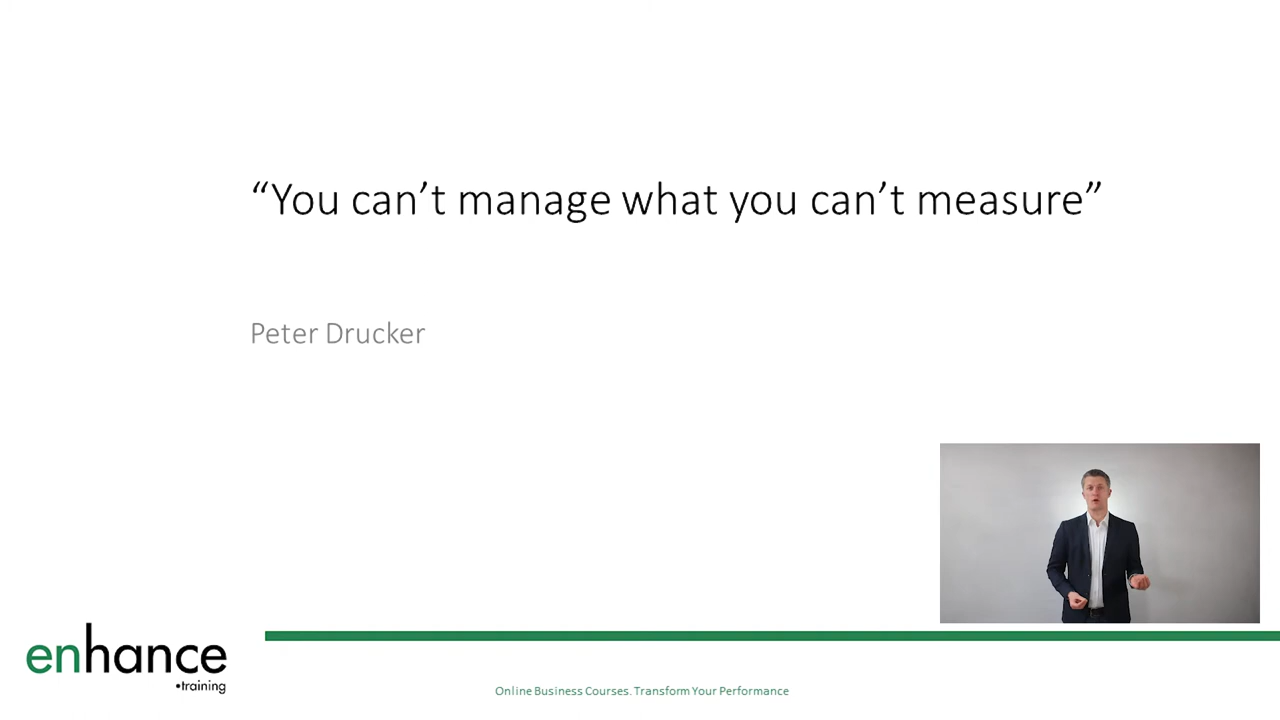 “You can’t manage what you can’t measure”
Peter Drucker
enhance
•training
Online Business Courses. Transform Your Performance